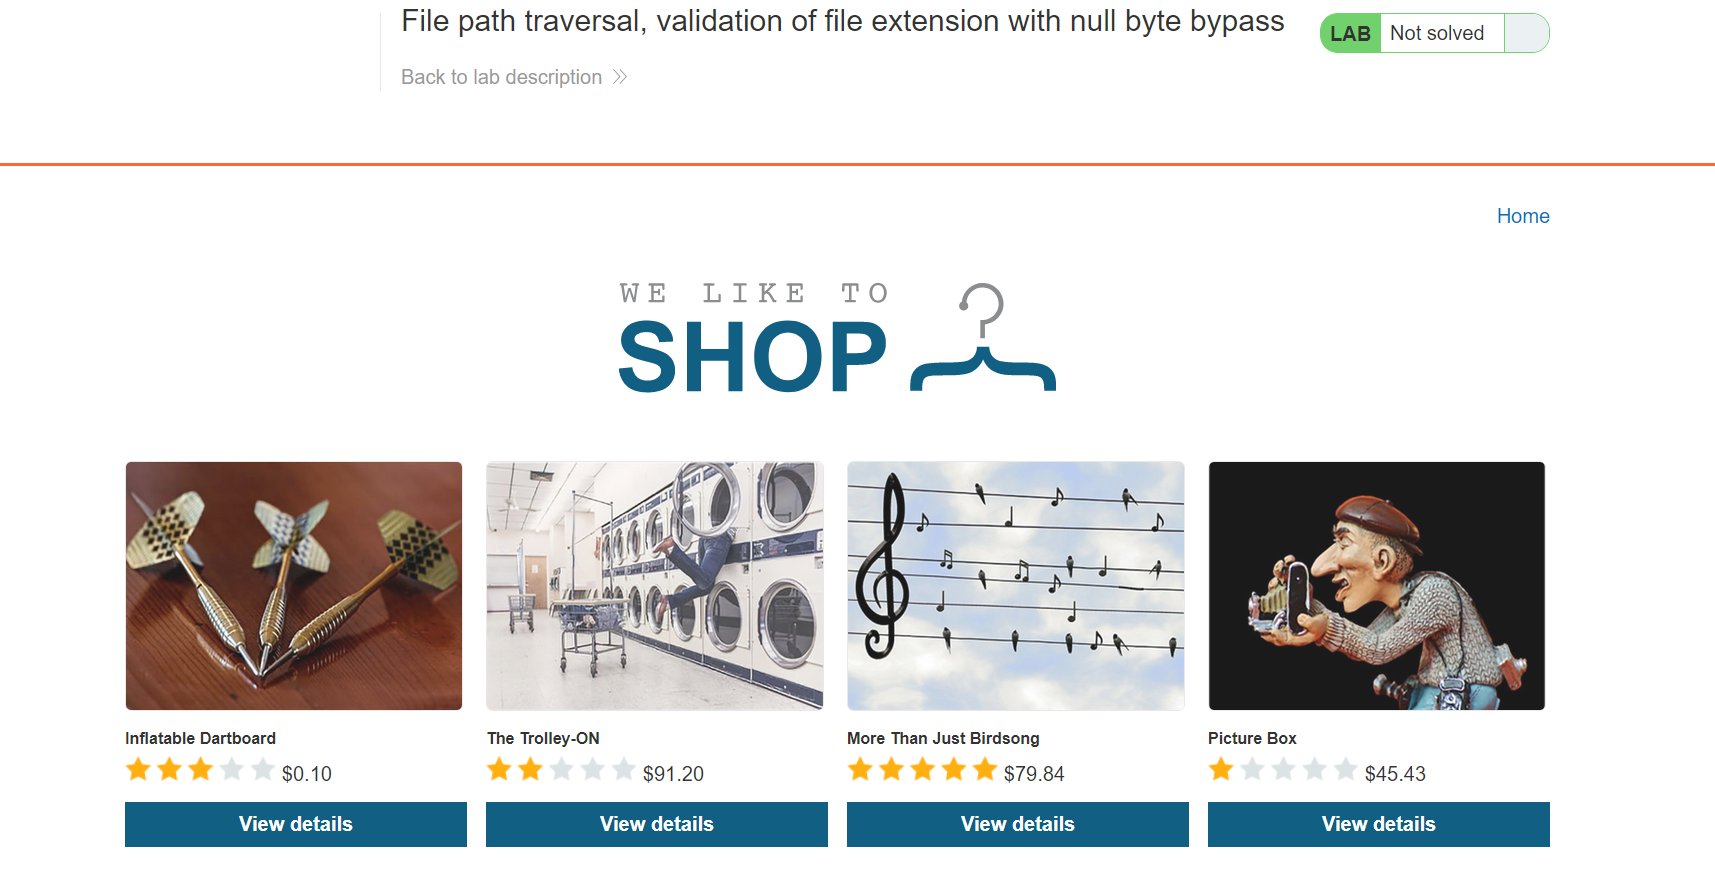 File path traversal, validation of file extension with null byte bypass
LAB Not solved
Back to lab description
Home
WE LIKE TO
SHOP
Inflatable Dartboard
$0.10
View details
The Trolley-ON
$91.20
View details
More Than Just Birdsong
$79.84
View details
Picture Box
$45.43
View details